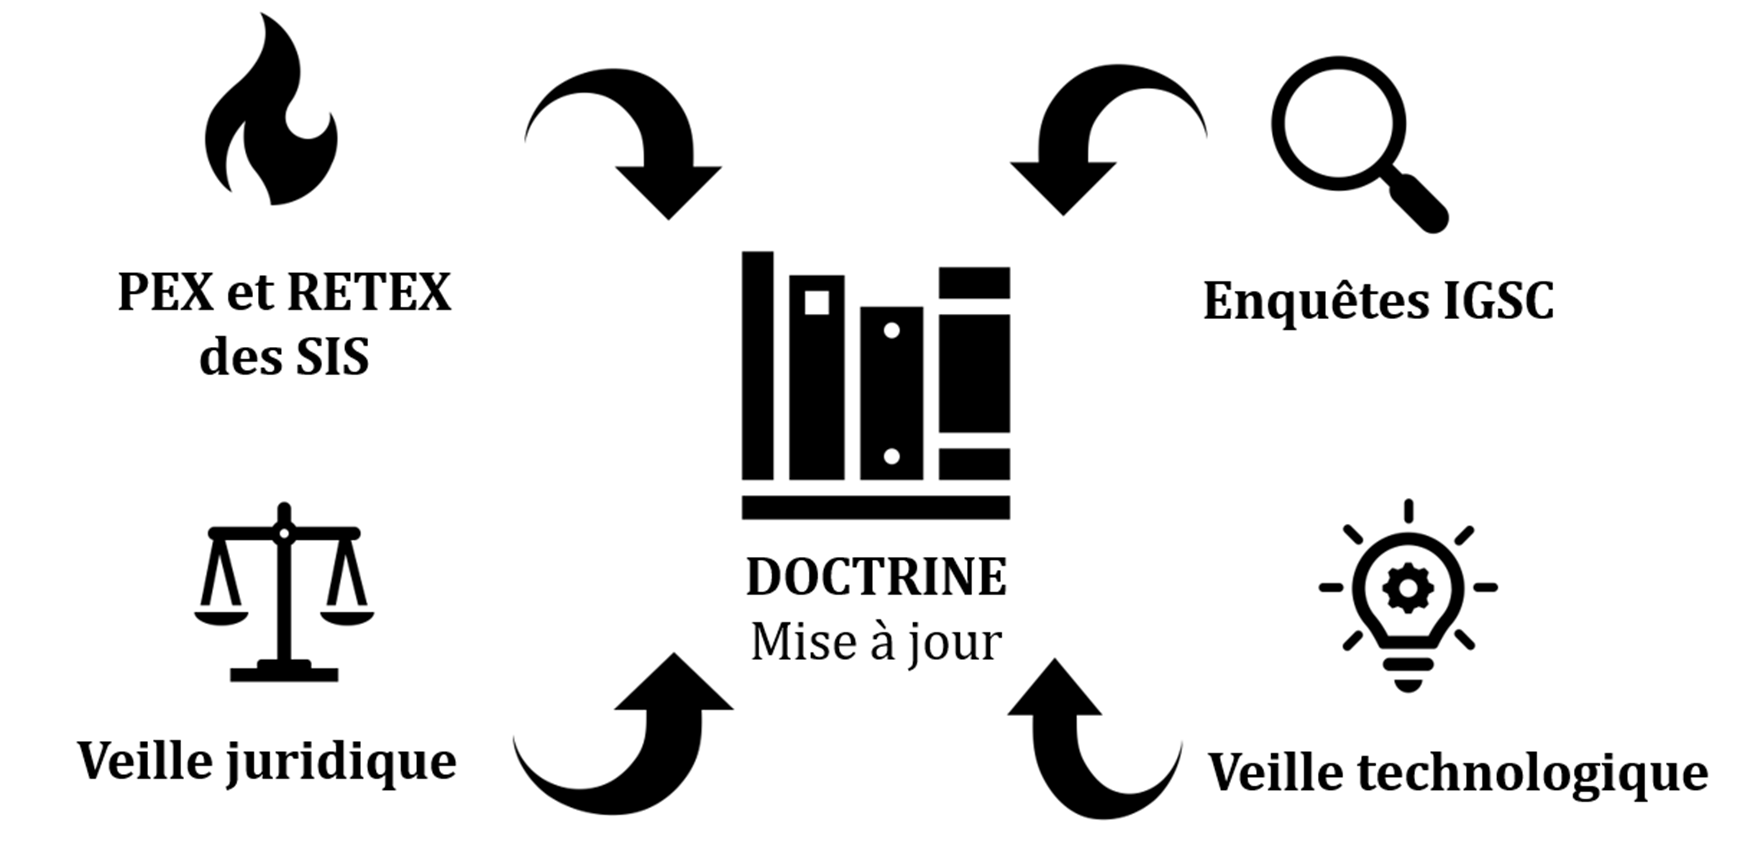 PEX et RETEX
des SIS
Enquêtes IGSC
DOCTRINE
Mise à jour
Veille juridique
Veille technologique